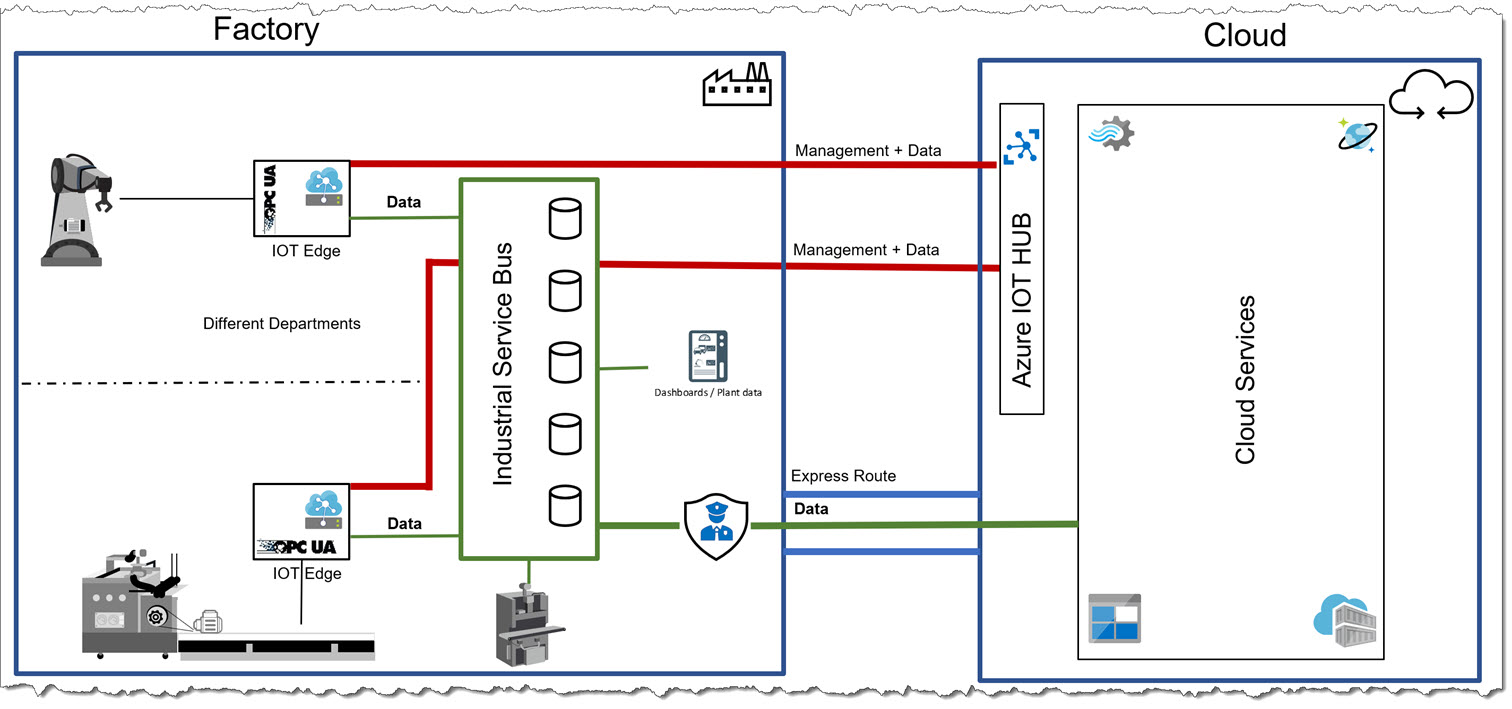 Factory
Cloud
Management + Data
OPC UA
Data
IOT Edge
Management + Data
Different Departments
Industrial Service Bus
Azure IOT HUB
Cloud Services
Dashboards / Plant data
Express Route
Data
Data
OPC UA
IOT Edge